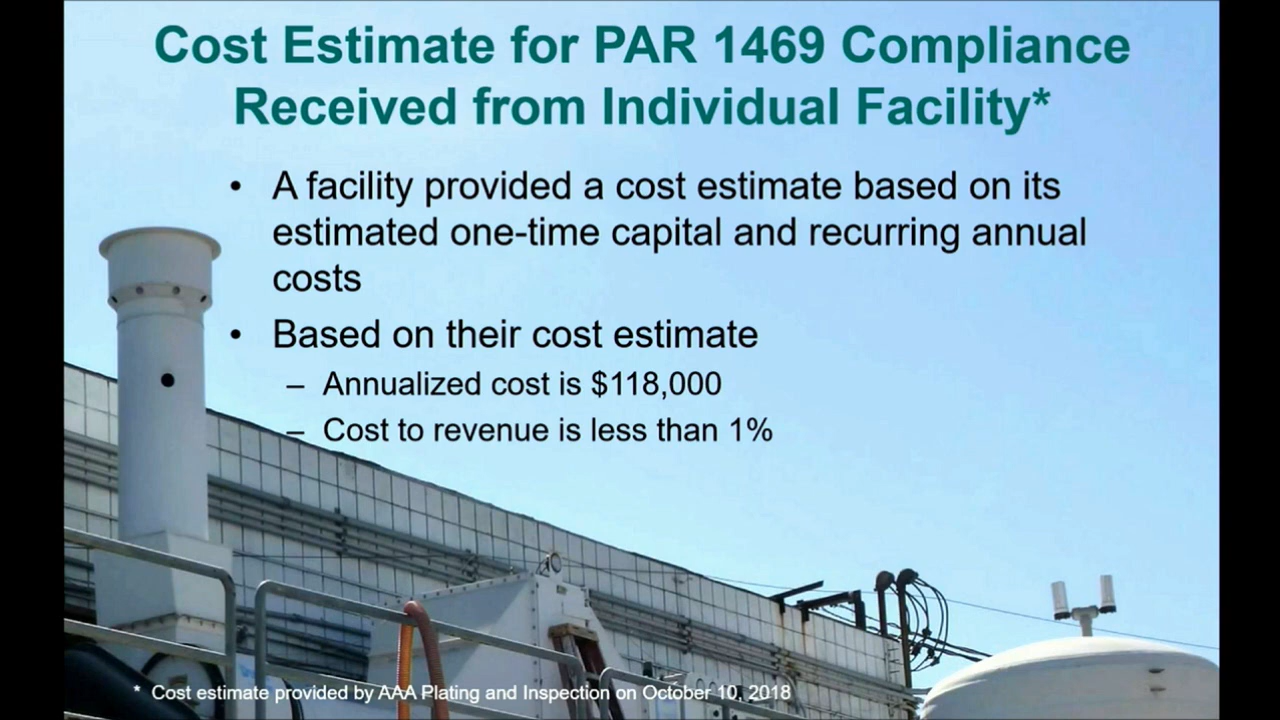 Cost Estimate for PAR 1469 Compliance
Received from Individual Facility*
• A facility provided a cost estimate based on its
estimated one-time capital and recurring annual
costs
• Based on their cost estimate
– Annualized cost is $118,000
– Cost to revenue is less than 1%
* Cost estimate provided by AAA Plating and Inspection on October 10, 2018